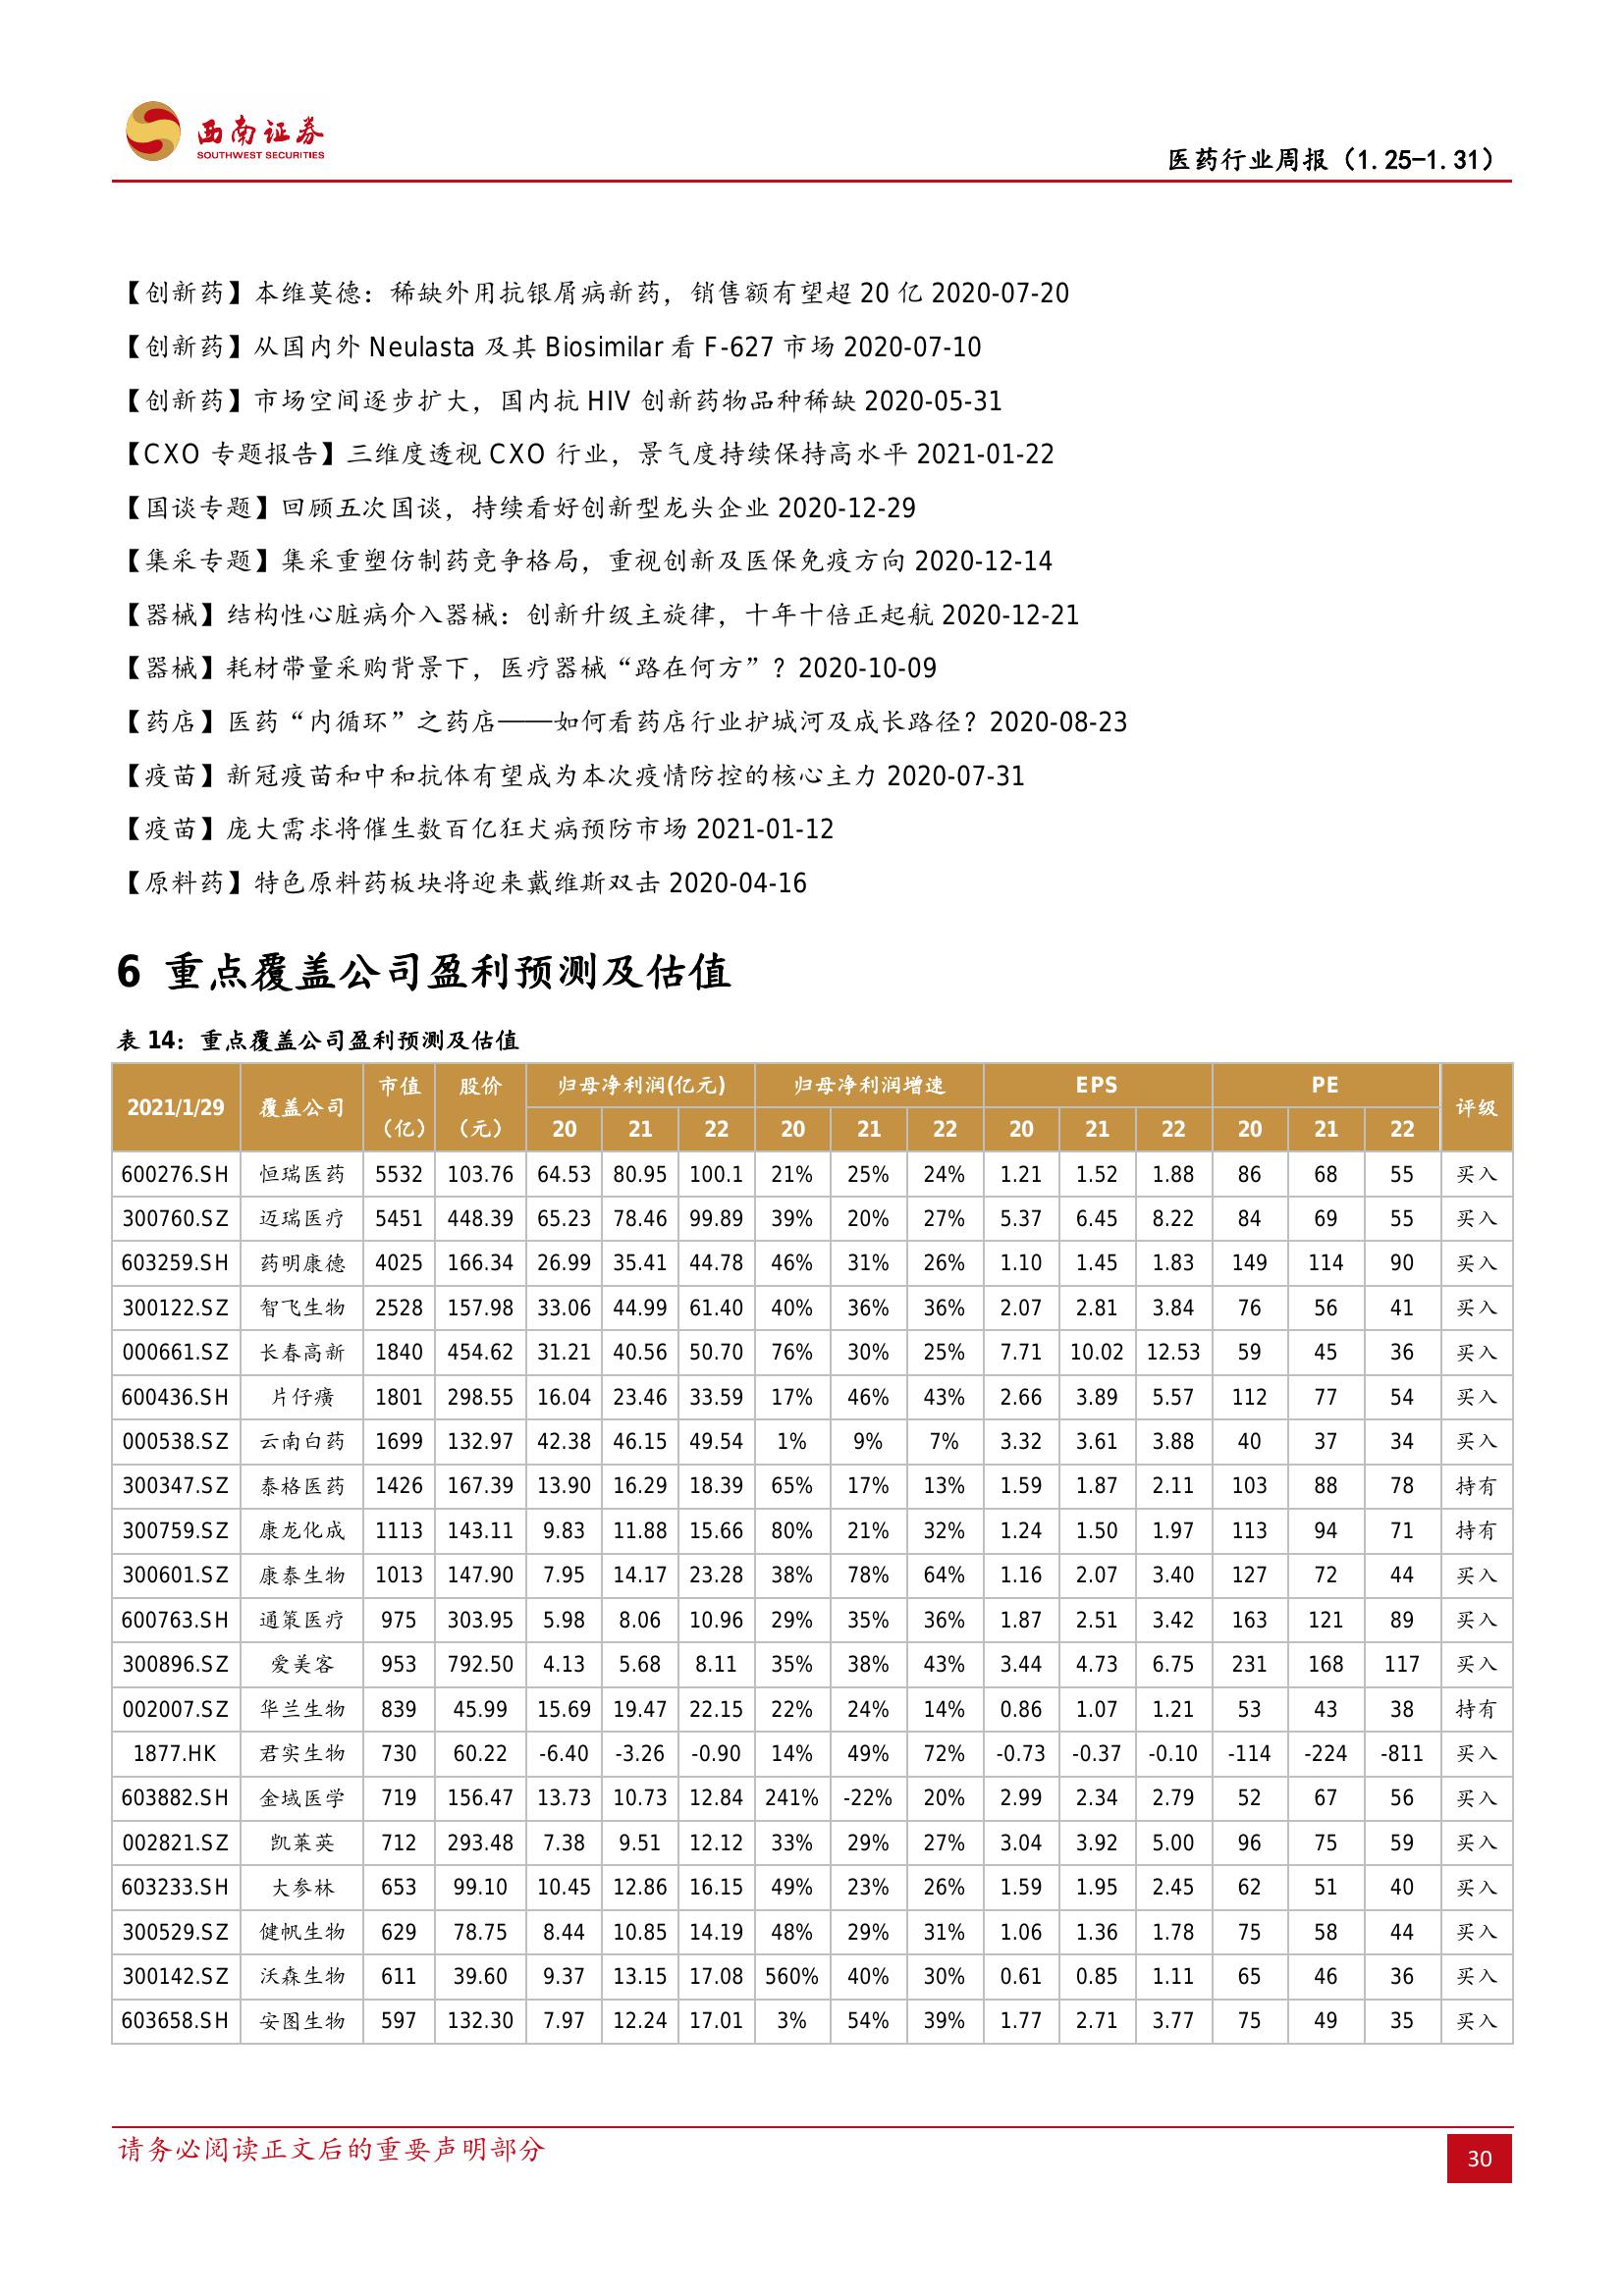 西南证券
SOUTHWEST SECURITIES
医药行业周报（1.25-1.31）
【创新药】本维莫德：稀缺外用抗银屑病新药，销售额有望超 20 亿 2020-07-20
【创新药】从国内外 Neulasta 及其 Biosimilar 看 F-627 市场 2020-07-10
【创新药】市场空间逐步扩大，国内抗 HIV 创新药物品种稀缺 2020-05-31
【CXO 专题报告】三维度透视 CXO 行业，景气度持续保持高水平 2021-01-22
【国谈专题】回顾五次国谈，持续看好创新型龙头企业 2020-12-29
【集采专题】集采重塑仿制药竞争格局，重视创新及医保免疫方向 2020-12-14
【器械】结构性心脏病介入器械：创新升级主旋律，十年十倍正起航 2020-12-21
【器械】耗材带量采购背景下，医疗器械“路在何方”？2020-10-09
【药店】医药“内循环”之药店——如何看药店行业护城河及成长路径？2020-08-23
【疫苗】新冠疫苗和中和抗体有望成为本次疫情防控的核心主力 2020-07-31
【疫苗】庞大需求将催生数百亿狂犬病预防市场 2021-01-12
【原料药】特色原料药板块将迎来戴维斯双击 2020-04-16
6 重点覆盖公司盈利预测及估值
表 14：重点覆盖公司盈利预测及估值
2021/1/29 覆盖公司 市值（亿） 股价（元） 归母净利润(亿元) 归母净利润增速 EPS PE 评级
20 21 22 20 21 22 20 21 22 20 21 22
600276.SH 恒瑞医药 5532 103.76 64.53 80.95 100.1 21% 25% 24% 1.21 1.52 1.88 86 68 55 买入
300760.SZ 迈瑞医疗 5451 448.39 65.23 78.46 99.89 39% 20% 27% 5.37 6.45 8.22 84 69 55 买入
603259.SH 药明康德 4025 166.34 26.99 35.41 44.78 46% 31% 26% 1.10 1.45 1.83 149 114 90 买入
300122.SZ 智飞生物 2528 157.98 33.06 44.99 61.40 40% 36% 36% 2.07 2.81 3.84 76 56 41 买入
000661.SZ 长春高新 1840 454.62 31.21 40.56 50.70 76% 30% 25% 7.71 10.02 12.53 59 45 36 买入
600436.SH 片仔癀 1801 298.55 16.04 23.46 33.59 17% 46% 43% 2.66 3.89 5.57 112 77 54 买入
000538.SZ 云南白药 1699 132.97 42.38 46.15 49.54 1% 9% 7% 3.32 3.61 3.88 40 37 34 买入
300347.SZ 泰格医药 1426 167.39 13.90 16.29 18.39 65% 17% 13% 1.59 1.87 2.11 103 88 78 持有
300759.SZ 康龙化成 1113 143.11 9.83 11.88 15.66 80% 21% 32% 1.24 1.50 1.97 113 94 71 持有
300601.SZ 康泰生物 1013 147.90 7.95 14.17 23.28 38% 78% 64% 1.16 2.07 3.40 127 72 44 买入
600763.SH 通策医疗 975 303.95 5.98 8.06 10.96 29% 35% 36% 1.87 2.51 3.42 163 121 89 买入
300896.SZ 爱美客 953 792.50 4.13 5.68 8.11 35% 38% 43% 3.44 4.73 6.75 231 168 117 买入
002007.SZ 华兰生物 839 45.99 15.69 19.47 22.15 22% 24% 14% 0.86 1.07 1.21 53 43 38 持有
1877.HK 君实生物 730 60.22 -6.40 -3.26 -0.90 14% 49% 72% -0.73 -0.37 -0.10 -114 -224 -811 买入
603882.SH 金域医学 719 156.47 13.73 10.73 12.84 241% -22% 20% 2.99 2.34 2.79 52 67 56 买入
002821.SZ 凯莱英 712 293.48 7.38 9.51 12.12 33% 29% 27% 3.04 3.92 5.00 96 75 59 买入
603233.SH 大参林 653 99.10 10.45 12.86 16.15 49% 23% 26% 1.59 1.95 2.45 62 51 40 买入
300529.SZ 健帆生物 629 78.75 8.44 10.85 14.19 48% 29% 31% 1.06 1.36 1.78 75 58 44 买入
300142.SZ 沃森生物 611 39.60 9.37 13.15 17.08 560% 40% 30% 0.61 0.85 1.11 65 46 36 买入
603658.SH 安图生物 597 132.30 7.97 12.24 17.01 3% 54% 39% 1.77 2.71 3.77 75 49 35 买入
请务必阅读正文后的重要声明部分
30